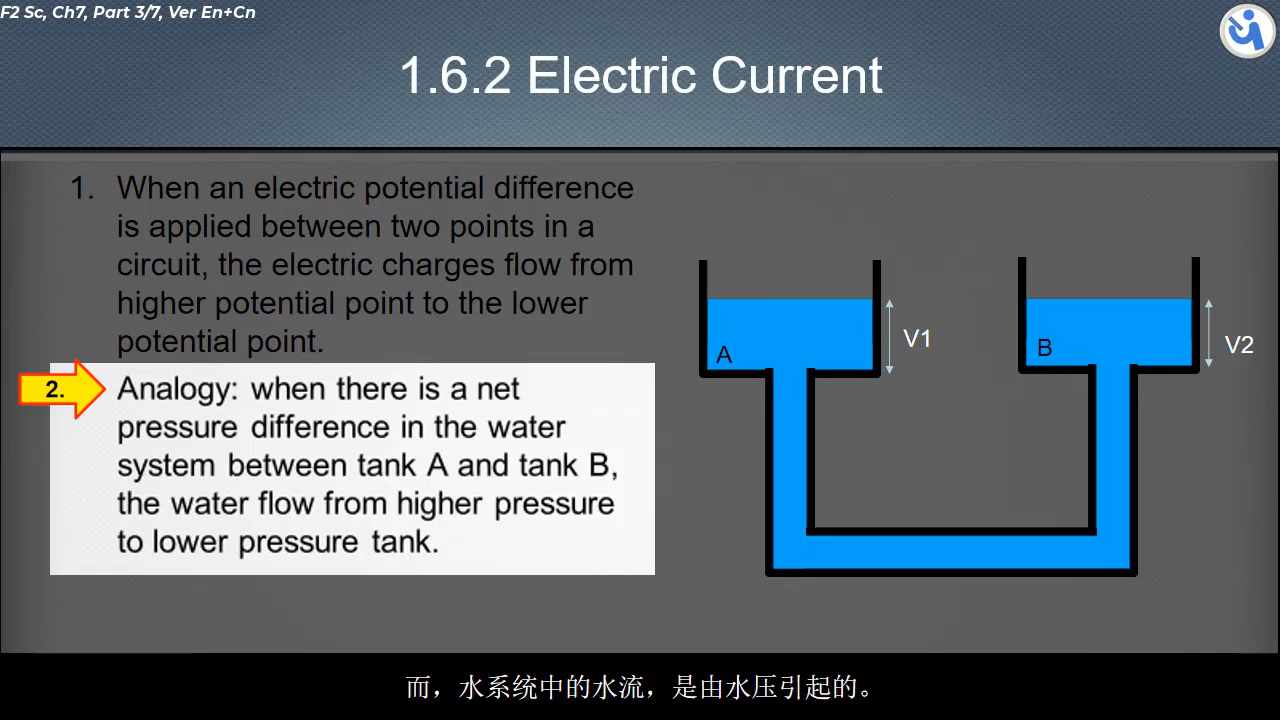 F2 Sc, Ch7, Part 3/7, Ver En+Cn
1.6.2 Electric Current
1. When an electric potential difference
is applied between two points in a
circuit, the electric charges flow from
higher potential point to the lower
potential point.
2. Analogy: when there is a net
pressure difference in the water
system between tank A and tank B,
the water flow from higher pressure
to lower pressure tank.
A
V1
B
V2
而，水系统中的水流，是由水压引起的。